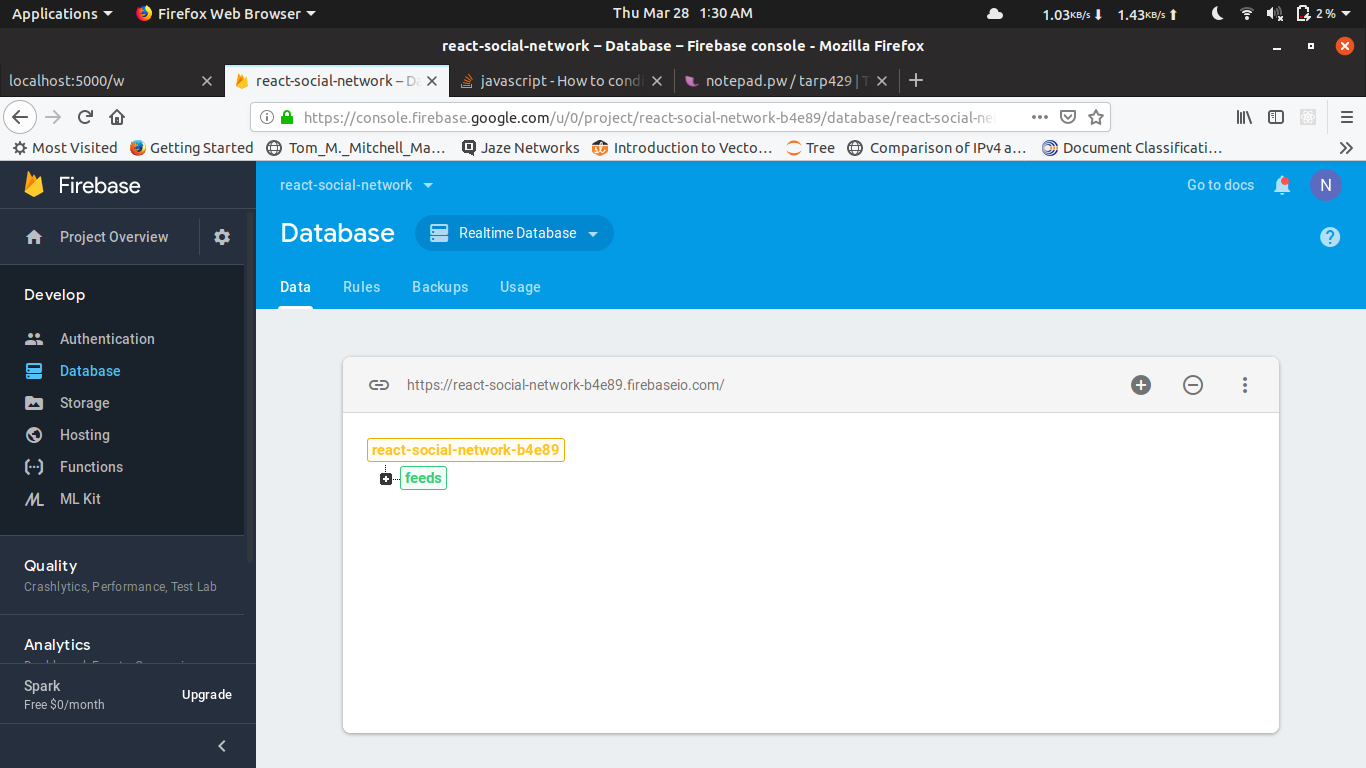 Applications Firefox Web Browser Thu Mar 28 1:30 AM 1.03KB/s 1.43KB/s 2%
react-social-network – Database – Firebase console - Mozilla Firefox
localhost:5000/w react-social-network – Da javascript - How to condi notepad.pw / tarp429 | T
https://console.firebase.google.com/u/0/project/react-social-network-b4e89/database/react-social-ne
Most Visited Getting Started Tom_M._Mitchell_Ma... Jaze Networks Introduction to Vecto... Tree Comparison of IPv4 a... Document Classificati...
Firebase react-social-network Go to docs N
Project Overview Database Realtime Database ?
Develop Data Rules Backups Usage
Authentication
Database
Storage
Hosting
Functions
ML Kit
Quality
Crashlytics, Performance, Test Lab
Analytics
Spark
Free $0/month
Upgrade
https://react-social-network-b4e89.firebaseio.com/
react-social-network-b4e89
feeds